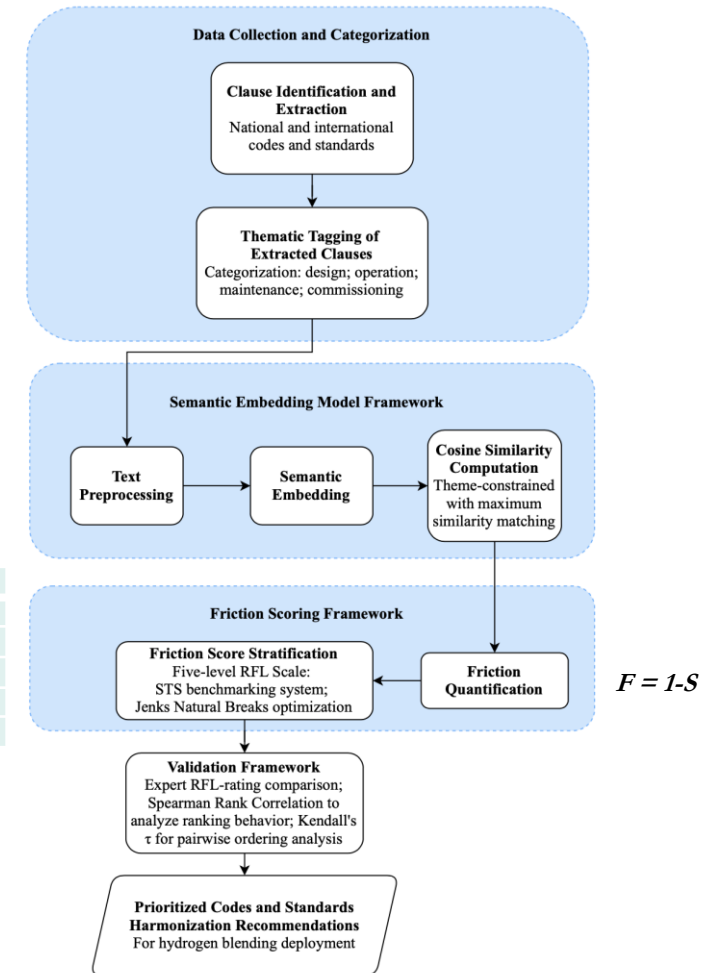 Data Collection and Categorization
Clause Identification and
Extraction
National and international
codes and standards
Thematic Tagging of
Extracted Clauses
Categorization: design; operation;
maintenance; commissioning
Semantic Embedding Model Framework
Text
Preprocessing
Semantic
Embedding
Cosine Similarity
Computation
Theme-constrained
with maximum
similarity matching
Friction Scoring Framework
Friction Score Stratification
Five-level RFL Scale:
STS benchmarking system;
Jenks Natural Breaks optimization
Friction
Quantification
F = 1-S
Validation Framework
Expert RFL-rating comparison;
Spearman Rank Correlation to
analyze ranking behavior; Kendall's
τ for pairwise ordering analysis
Prioritized Codes and Standards
Harmonization Recommendations
For hydrogen blending deployment